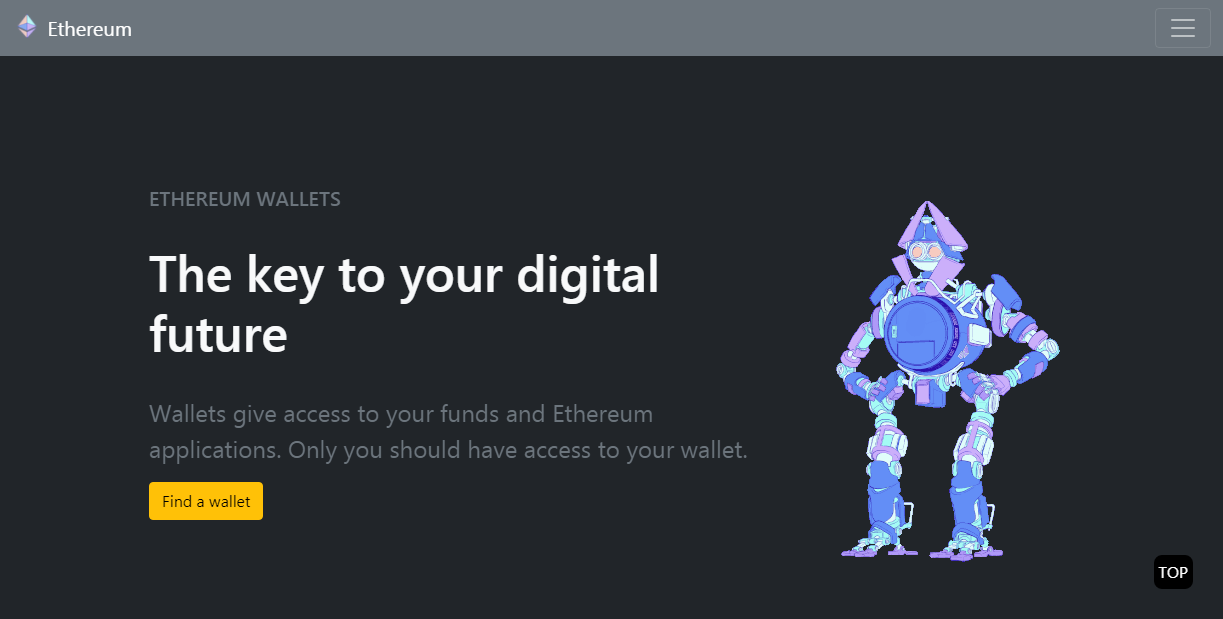 Ethereum
ETHEREUM WALLETS
The key to your digital
future
Wallets give access to your funds and Ethereum
applications. Only you should have access to your wallet.
Find a wallet
TOP